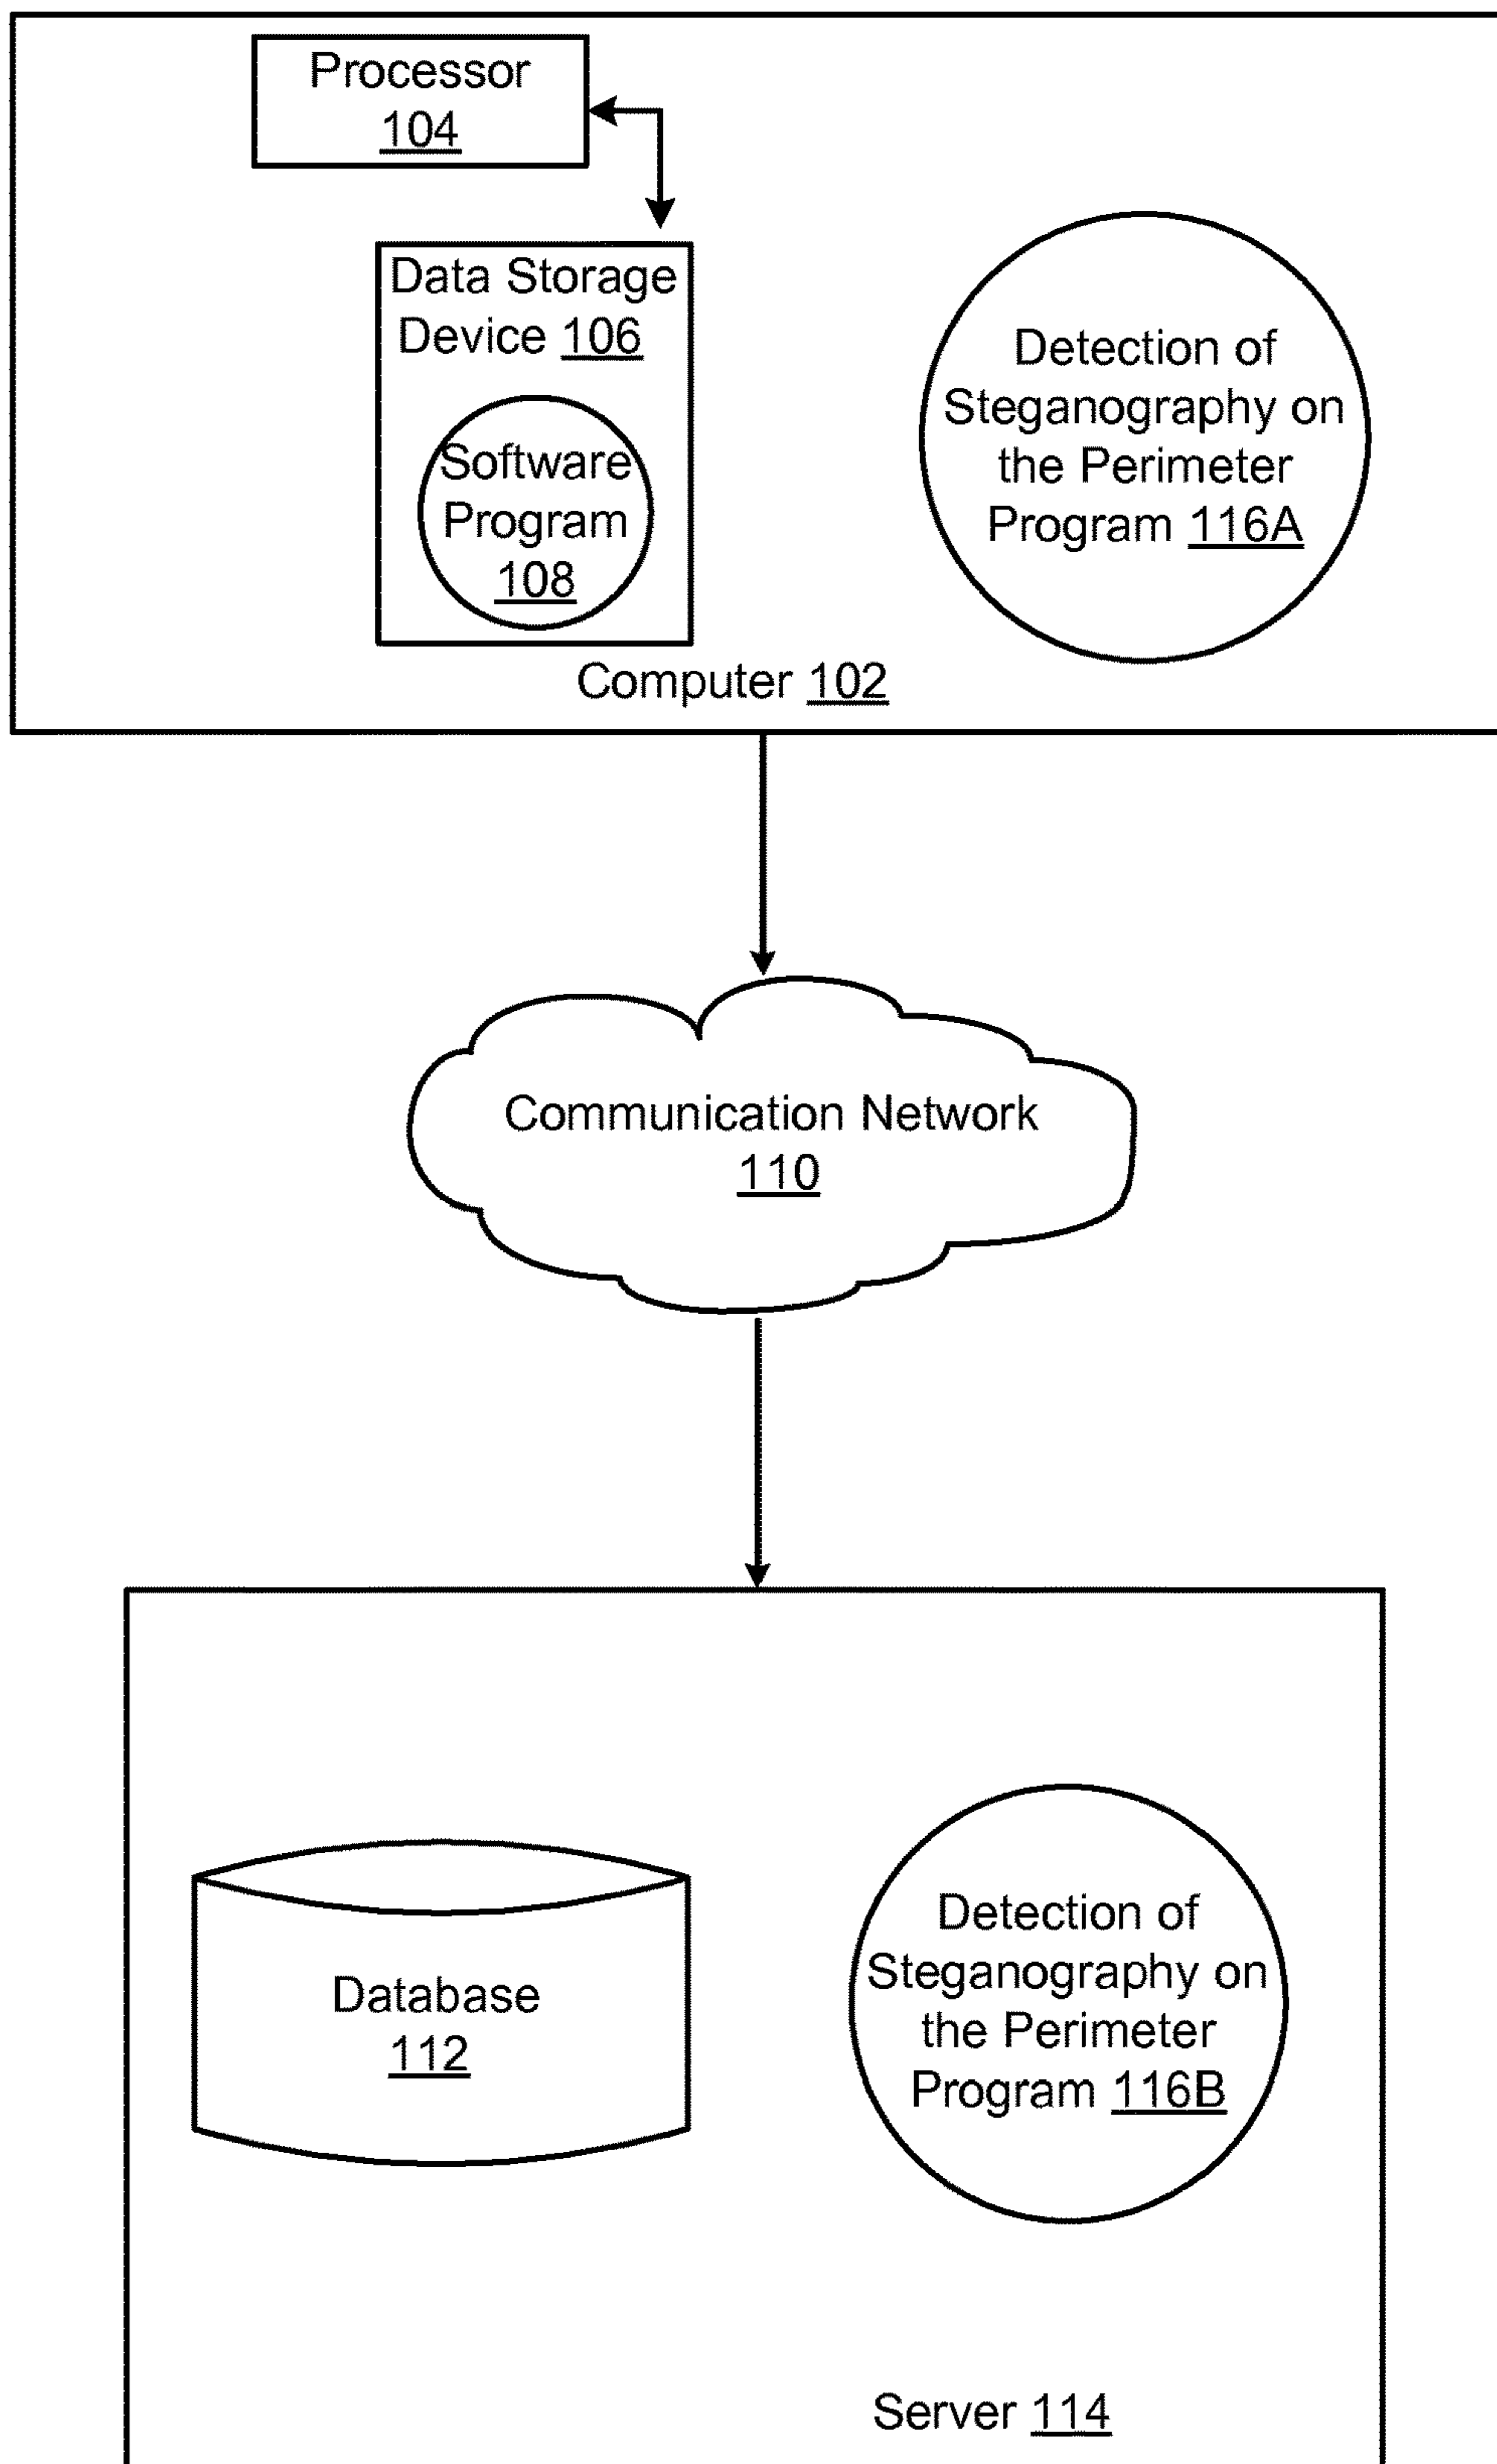 Processor
104
Data Storage
Device 106
Software
Program
108
Detection of
Steganography on
the Perimeter
Program 116A
Computer 102
Communication Network
110
Database
112
Detection of
Steganography on
the Perimeter
Program 116B
Server 114